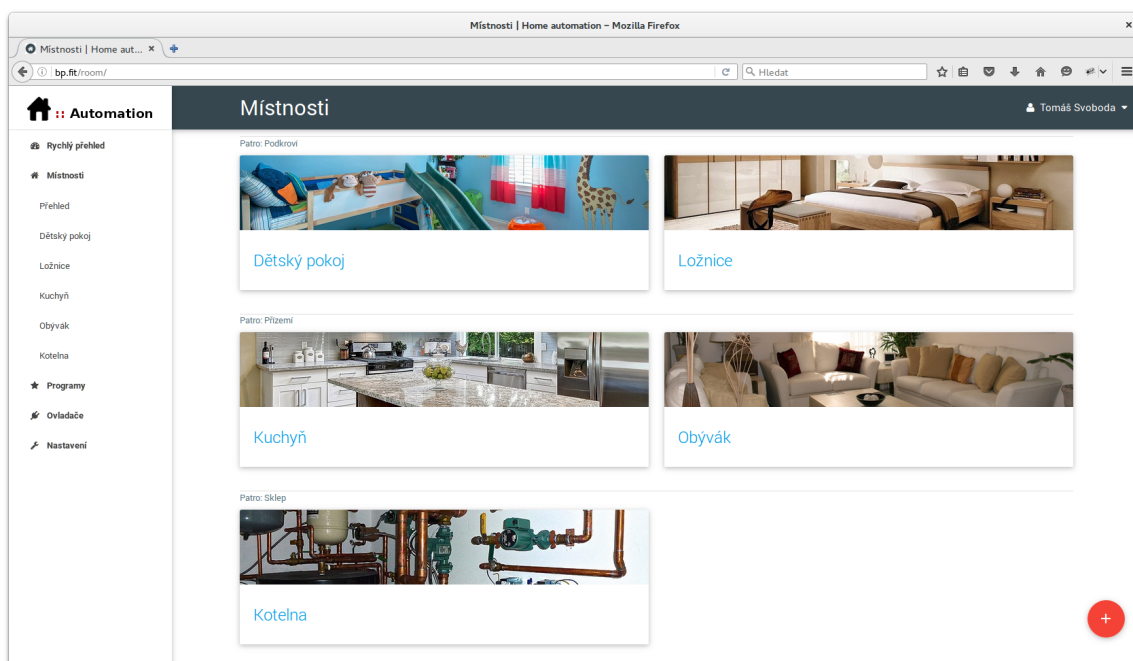 Místnosti | Home automation – Mozilla Firefox
Místnosti | Home aut...
bp.fit/room/
Hledat
:: Automation
Místnosti
Tomáš Svoboda
Rychlý přehled
Místnosti
Přehled
Dětský pokoj
Ložnice
Kuchyň
Obývák
Kotelna
Programy
Ovladače
Nastavení
Patro: Podkroví
Dětský pokoj
Ložnice
Patro: Přízemí
Kuchyň
Obývák
Patro: Sklep
Kotelna